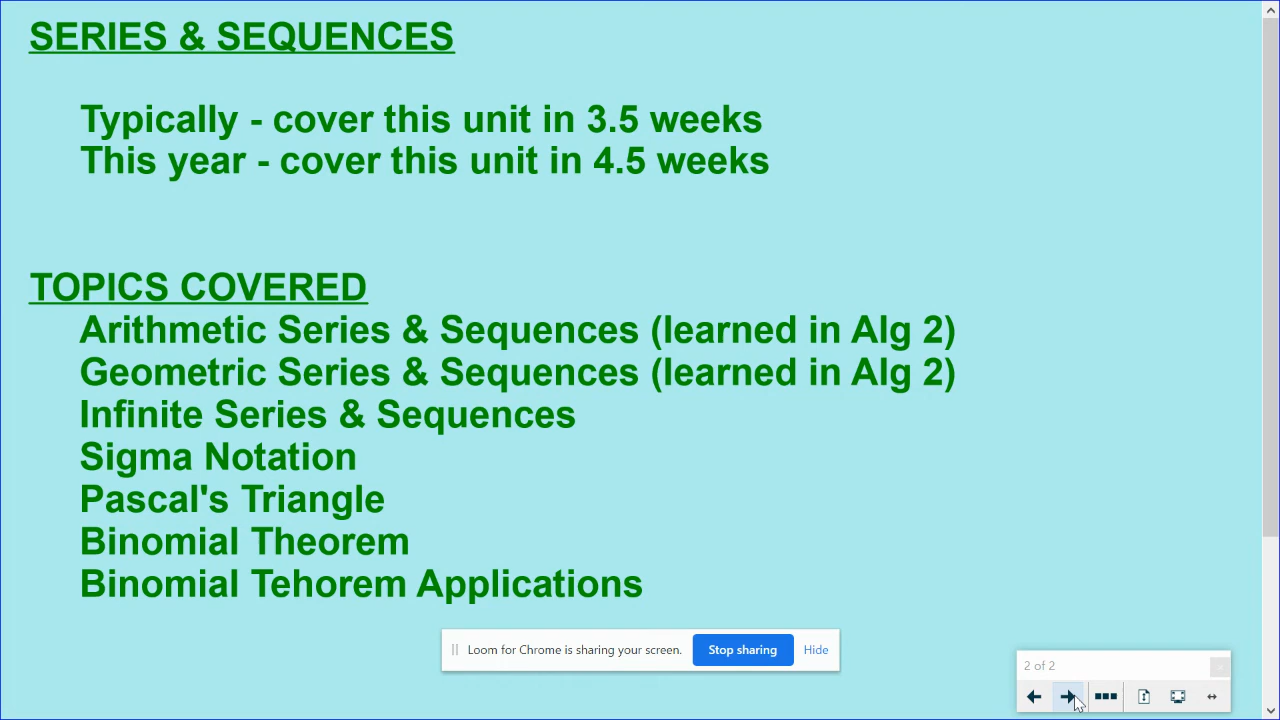 SERIES & SEQUENCES
Typically - cover this unit in 3.5 weeks
This year - cover this unit in 4.5 weeks
TOPICS COVERED
Arithmetic Series & Sequences (learned in Alg 2)
Geometric Series & Sequences (learned in Alg 2)
Infinite Series & Sequences
Sigma Notation
Pascal's Triangle
Binomial Theorem
Binomial Tehorem Applications
Loom for Chrome is sharing your screen. Stop sharing Hide
2 of 2